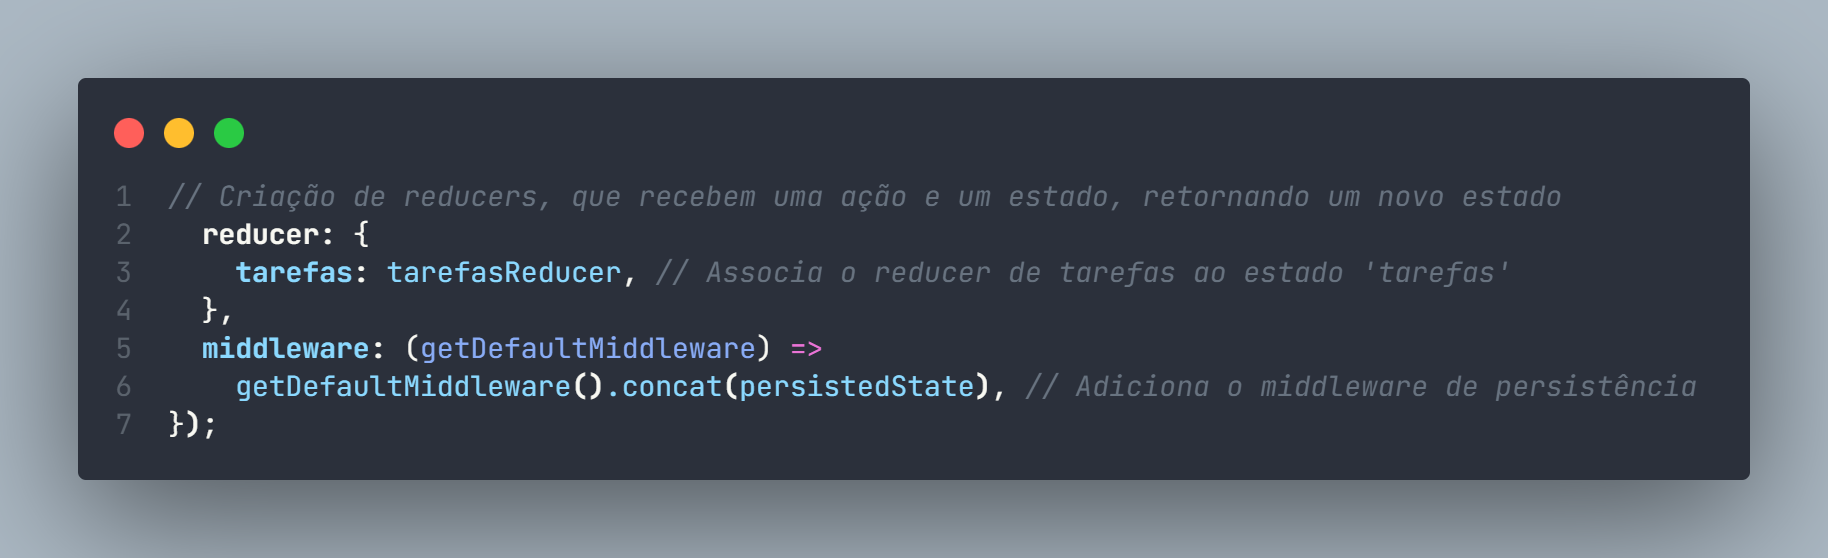 1 // Criação de reducers, que recebem uma ação e um estado, retornando um novo estado
2   reducer: {
3     tarefas: tarefasReducer, // Associa o reducer de tarefas ao estado 'tarefas'
4   },
5   middleware: (getDefaultMiddleware) =>
6     getDefaultMiddleware().concat(persistedState), // Adiciona o middleware de persistência
7 });